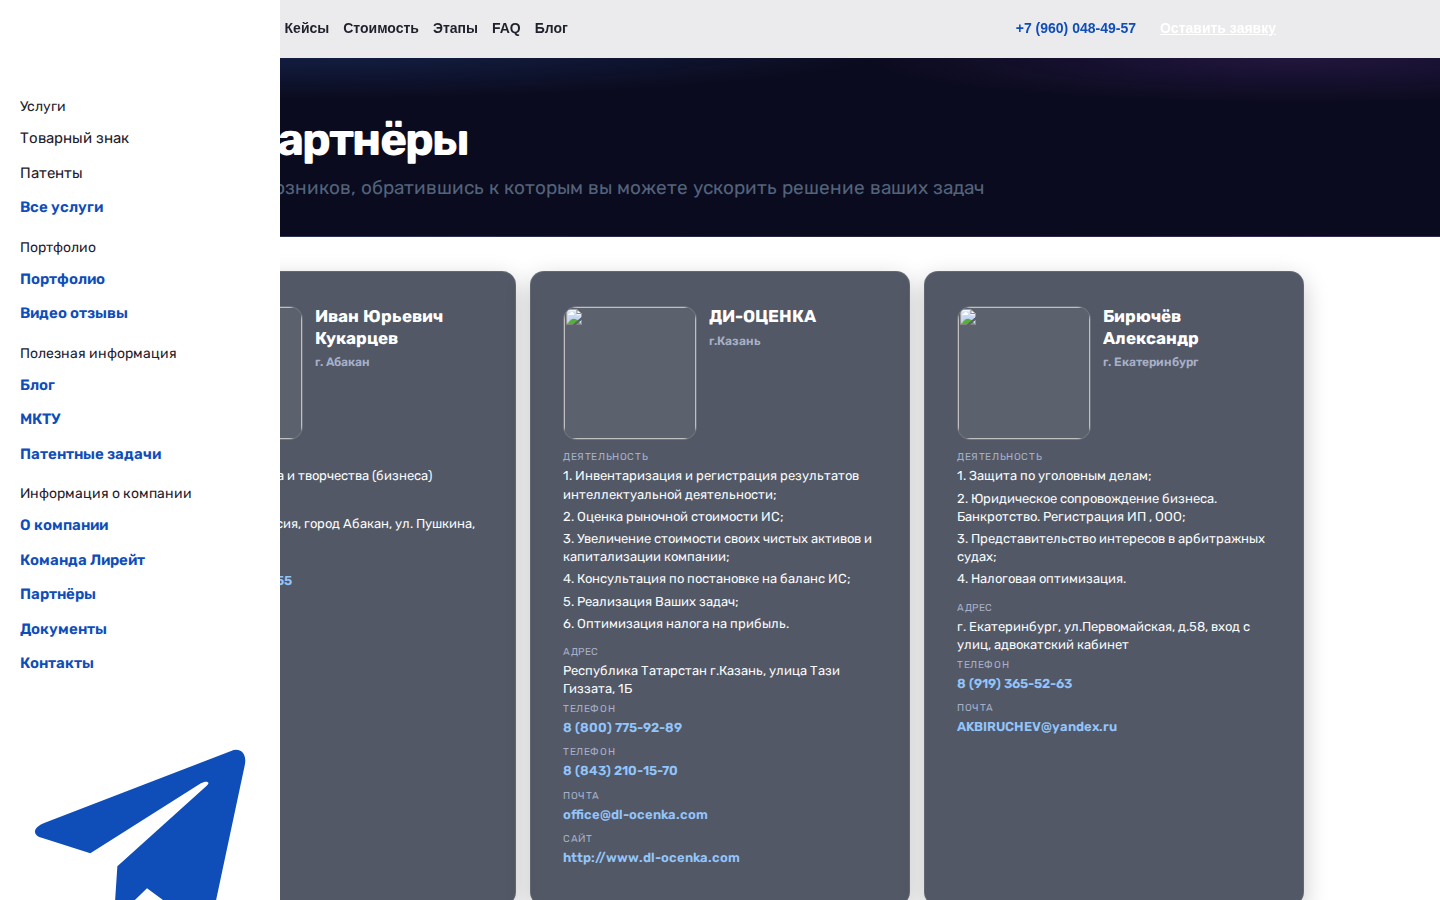 Кейсы Стоимость Этапы FAQ Блог
+7 (960) 048-49-57
Оставить заявку
Услуги
Товарный знак
Патенты
Все услуги
Портфолио
Портфолио
Видео отзывы
Полезная информация
Блог
МКТУ
Патентные задачи
Информация о компании
О компании
Команда Лирейт
Партнёры
Документы
Контакты
артнёры
озников, обратившись к которым вы можете ускорить решение ваших задач
Иван Юрьевич
Кукарцев
г. Абакан
а и творчества (бизнеса)
сия, город Абакан, ул. Пушкина,
55
ДИ-ОЦЕНКА
г.Казань
ДЕЯТЕЛЬНОСТЬ
1. Инвентаризация и регистрация результатов
интеллектуальной деятельности;
2. Оценка рыночной стоимости ИС;
3. Увеличение стоимости своих чистых активов и
капитализации компании;
4. Консультация по постановке на баланс ИС;
5. Реализация Ваших задач;
6. Оптимизация налога на прибыль.
АДРЕС
Республика Татарстан г.Казань, улица Тази
Гиззата, 1Б
ТЕЛЕФОН
8 (800) 775-92-89
ТЕЛЕФОН
8 (843) 210-15-70
ПОЧТА
office@dl-ocenka.com
САЙТ
http://www.dl-ocenka.com
Бирючёв
Александр
г. Екатеринбург
ДЕЯТЕЛЬНОСТЬ
1. Защита по уголовным делам;
2. Юридическое сопровождение бизнеса.
Банкротство. Регистрация ИП , ООО;
3. Представительство интересов в арбитражных
судах;
4. Налоговая оптимизация.
АДРЕС
г. Екатеринбург, ул.Первомайская, д.58, вход с
улиц, адвокатский кабинет
ТЕЛЕФОН
8 (919) 365-52-63
ПОЧТА
AKBIRUCHEV@yandex.ru